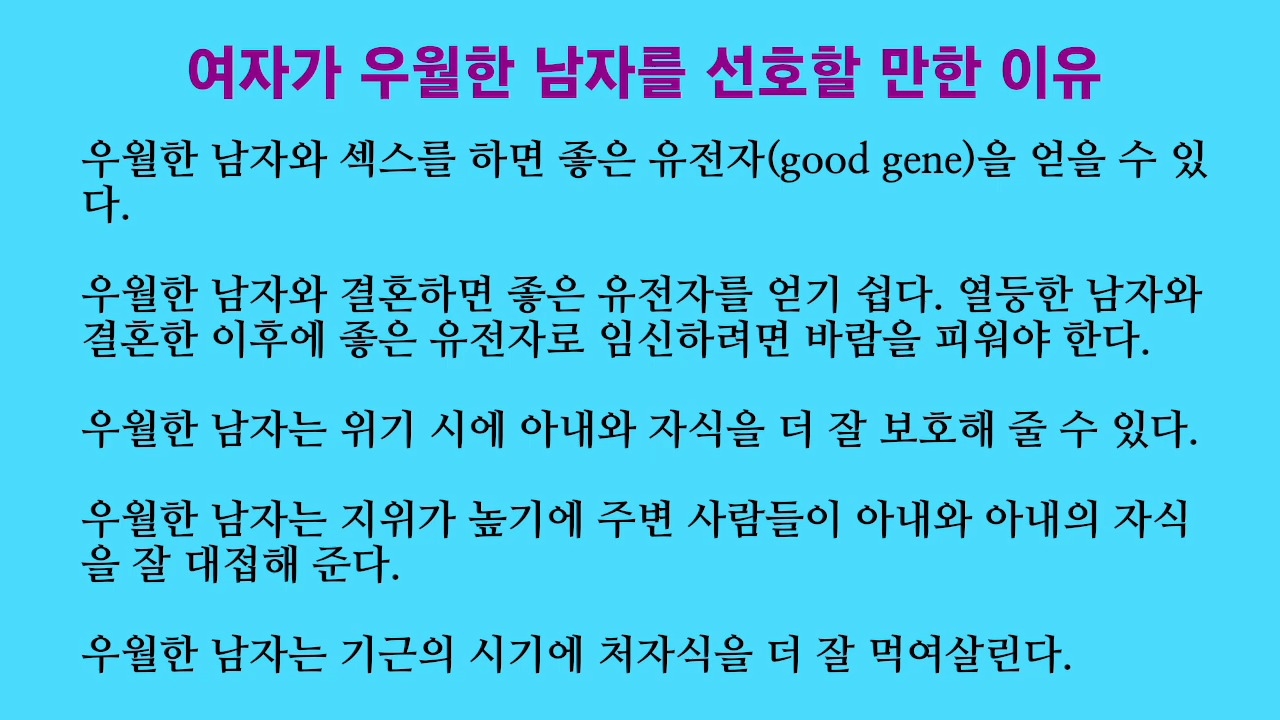 여자가 우월한 남자를 선호할 만한 이유
우월한 남자와 섹스를 하면 좋은 유전자(good gene)을 얻을 수 있
다.
우월한 남자와 결혼하면 좋은 유전자를 얻기 쉽다. 열등한 남자와
결혼한 이후에 좋은 유전자로 임신하려면 바람을 피워야 한다.
우월한 남자는 위기 시에 아내와 자식을 더 잘 보호해 줄 수 있다.
우월한 남자는 지위가 높기에 주변 사람들이 아내와 아내의 자식
을 잘 대접해 준다.
우월한 남자는 기근의 시기에 처자식을 더 잘 먹여살린다.